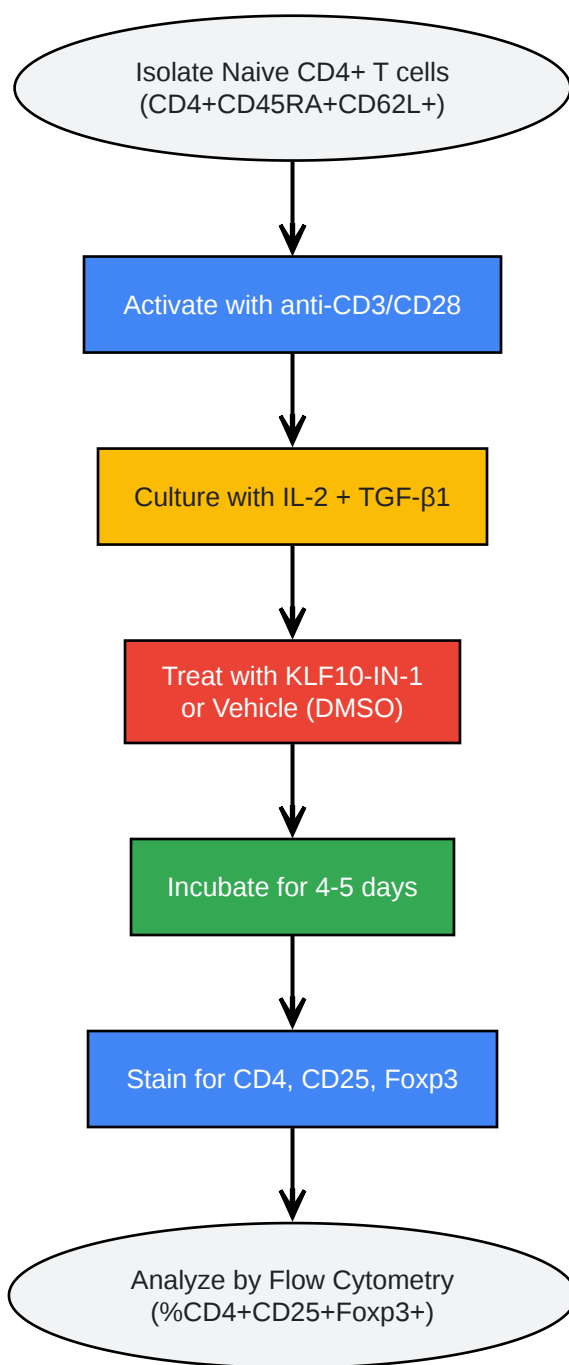 Isolate Naive CD4+ T cells
(CD4+CD45RA+CD62L+)
Activate with anti-CD3/CD28
Culture with IL-2 + TGF-β1
Treat with KLF10-IN-1
or Vehicle (DMSO)
Incubate for 4-5 days
Stain for CD4, CD25, Foxp3
Analyze by Flow Cytometry
(%CD4+CD25+Foxp3+)